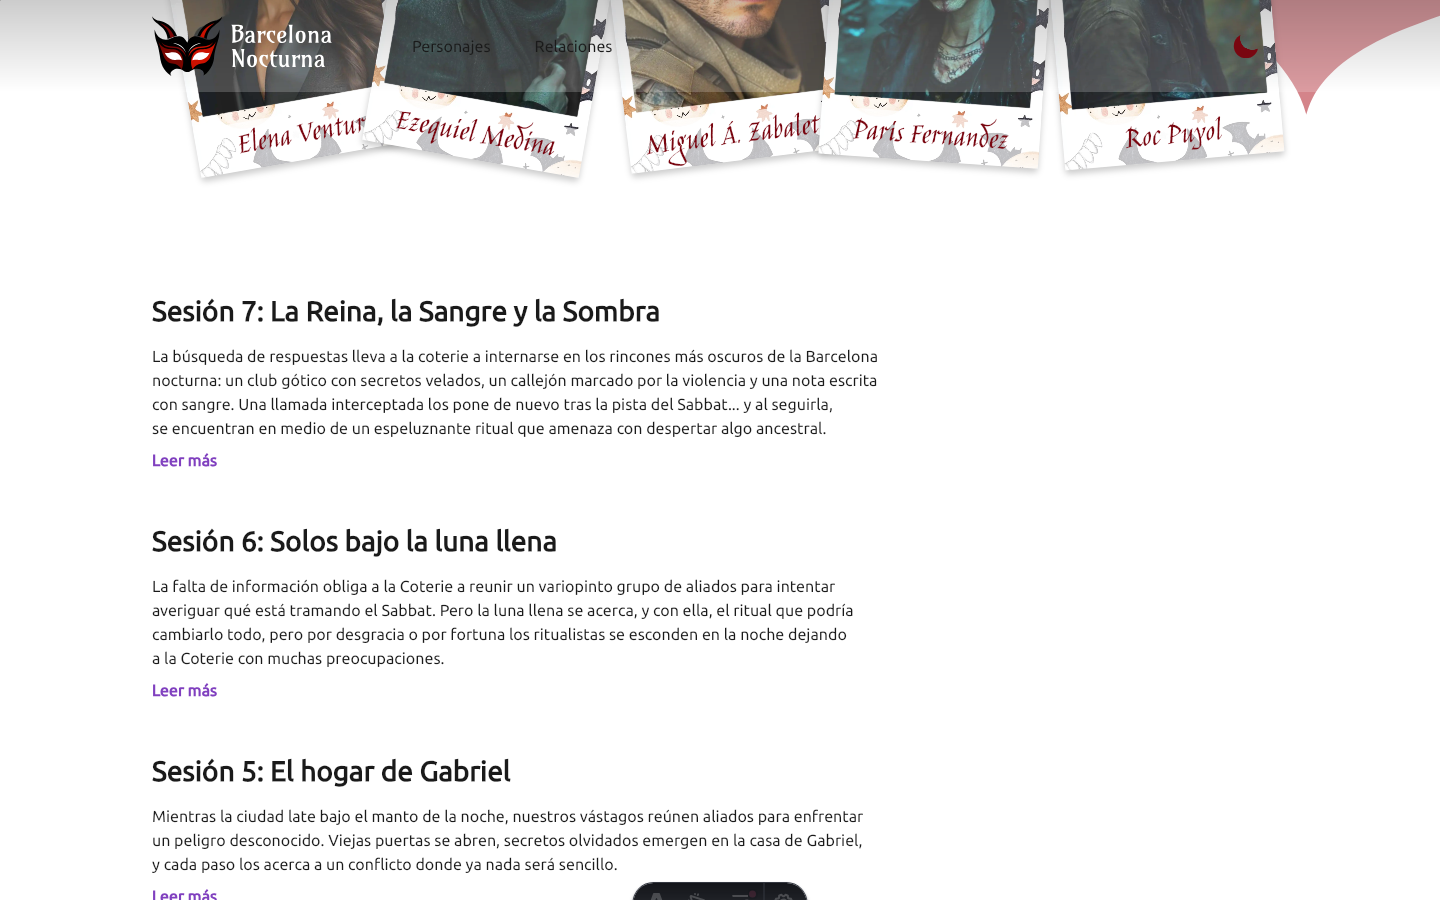 Barcelona
Nocturna
Personajes
Relaciones
Elena Ventur
Ezequiel Medina
Miguel Á. Zabalet
París Fernandez
Roc Puyol
Sesión 7: La Reina, la Sangre y la Sombra
La búsqueda de respuestas lleva a la coterie a internarse en los rincones más oscuros de la Barcelona
nocturna: un club gótico con secretos velados, un callejón marcado por la violencia y una nota escrita
con sangre. Una llamada interceptada los pone de nuevo tras la pista del Sabbat... y al seguirla,
se encuentran en medio de un espeluznante ritual que amenaza con despertar algo ancestral.
Leer más
Sesión 6: Solos bajo la luna llena
La falta de información obliga a la Coterie a reunir un variopinto grupo de aliados para intentar
averiguar qué está tramando el Sabbat. Pero la luna llena se acerca, y con ella, el ritual que podría
cambiarlo todo, pero por desgracia o por fortuna los ritualistas se esconden en la noche dejando
a la Coterie con muchas preocupaciones.
Leer más
Sesión 5: El hogar de Gabriel
Mientras la ciudad late bajo el manto de la noche, nuestros vástagos reúnen aliados para enfrentar
un peligro desconocido. Viejas puertas se abren, secretos olvidados emergen en la casa de Gabriel,
y cada paso los acerca a un conflicto donde ya nada será sencillo.
Leer más